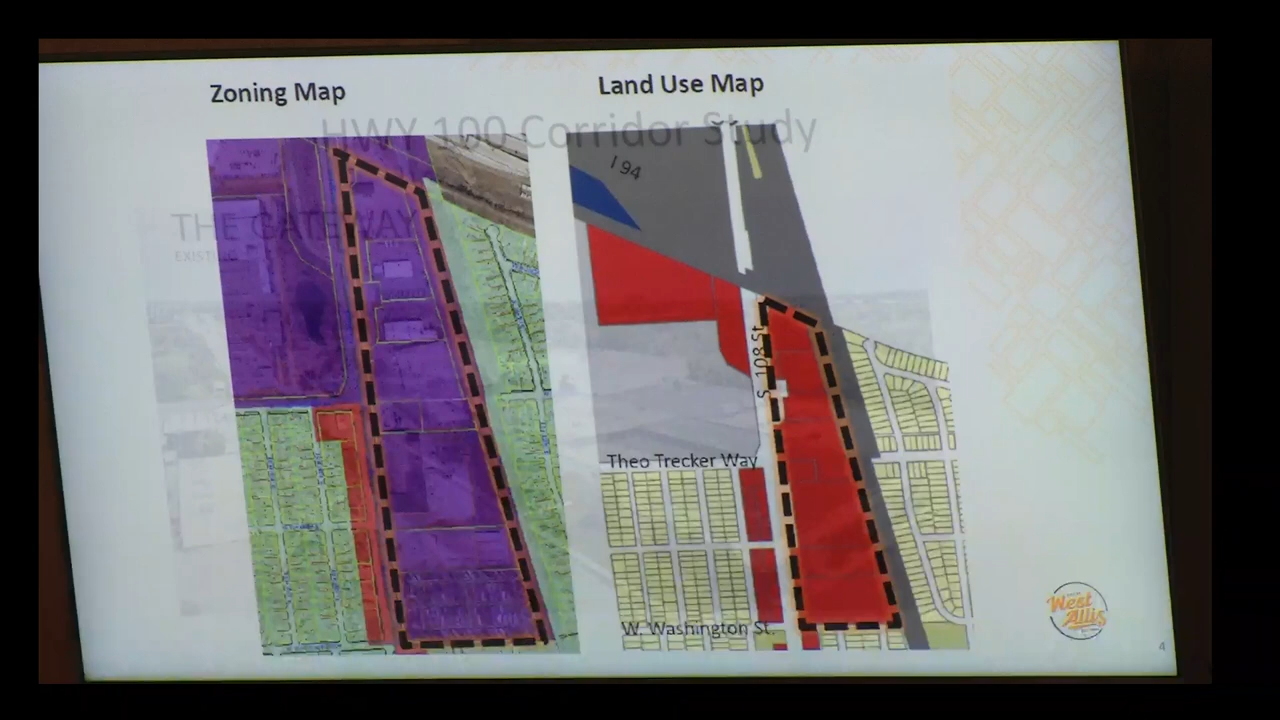 Zoning Map
Land Use Map
HWY 100 Corridor Study
I 94
THE GATEWAY
S. 108 St.
Theo Trecker Way
W. Washington St.
West
Allis
4